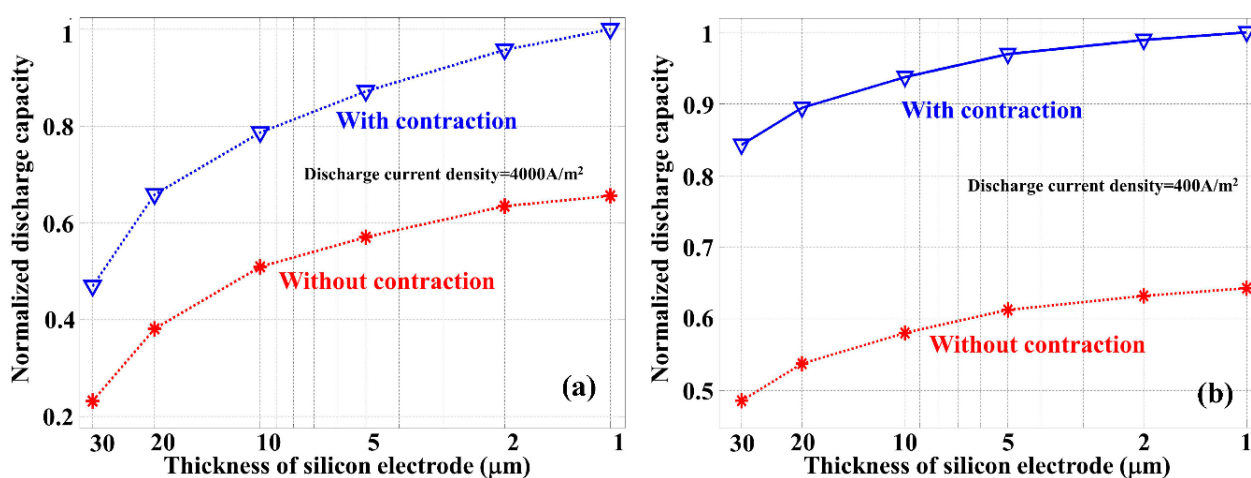 Normalized discharge capacity
1
0.8
0.6
0.4
0.2
With contraction
Discharge current density=4000A/m²
Without contraction
(a)
30 20 10 5 2 1
Thickness of silicon electrode (μm)
Normalized discharge capacity
1
0.9
0.8
0.7
0.6
0.5
With contraction
Discharge current density=400A/m²
Without contraction
(b)
30 20 10 5 2 1
Thickness of silicon electrode (μm)